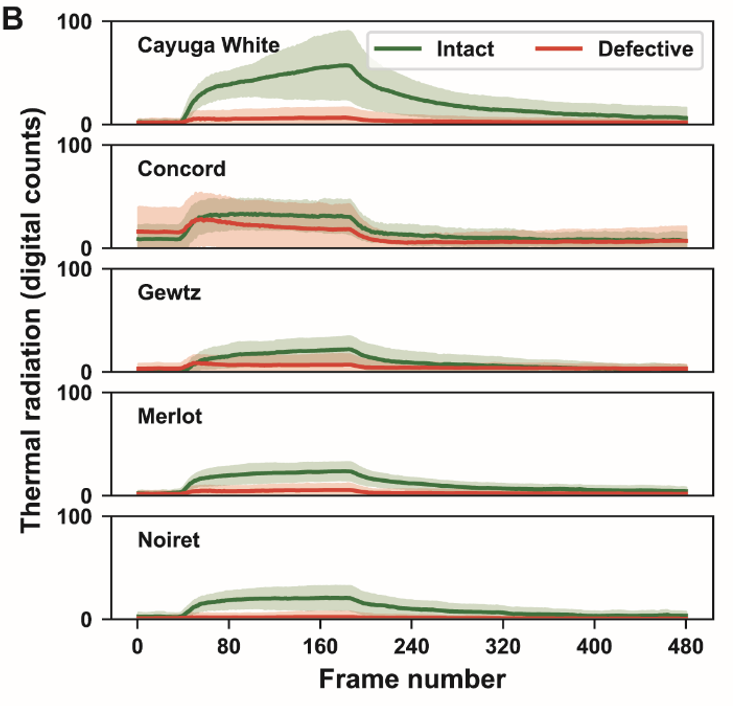 B
Thermal radiation (digital counts)
100
0
Cayuga White
Intact
Defective
100
0
Concord
100
0
Gewtz
100
0
Merlot
100
0
Noiret
0 80 160 240 320 400 480
Frame number